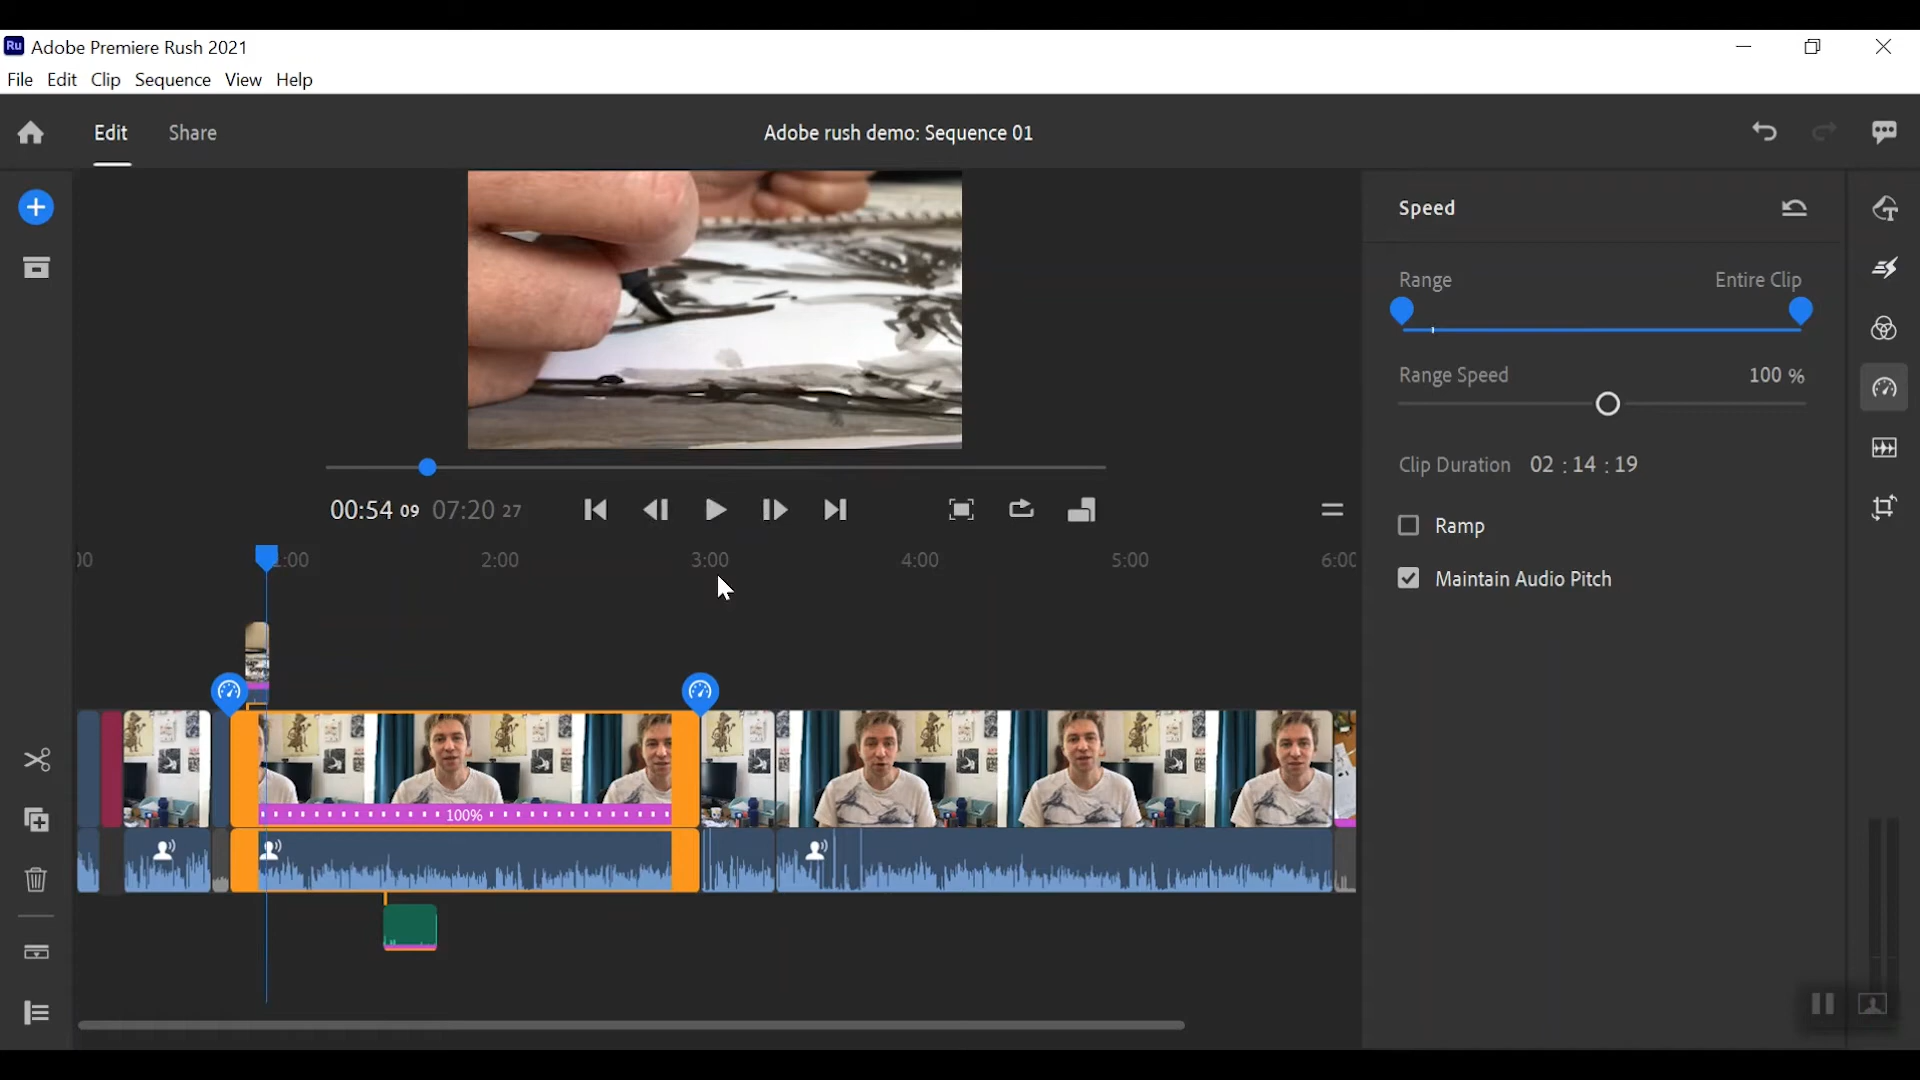 Ru Adobe Premiere Rush 2021
File Edit Clip Sequence View Help
Edit Share Adobe rush demo: Sequence 01
Speed
Range Entire Clip
Range Speed 100 %
Clip Duration 02 : 14 : 19
00:54 09 07:20 27
Ramp
:00 2:00 3:00 4:00 5:00 6:00
Maintain Audio Pitch
100%